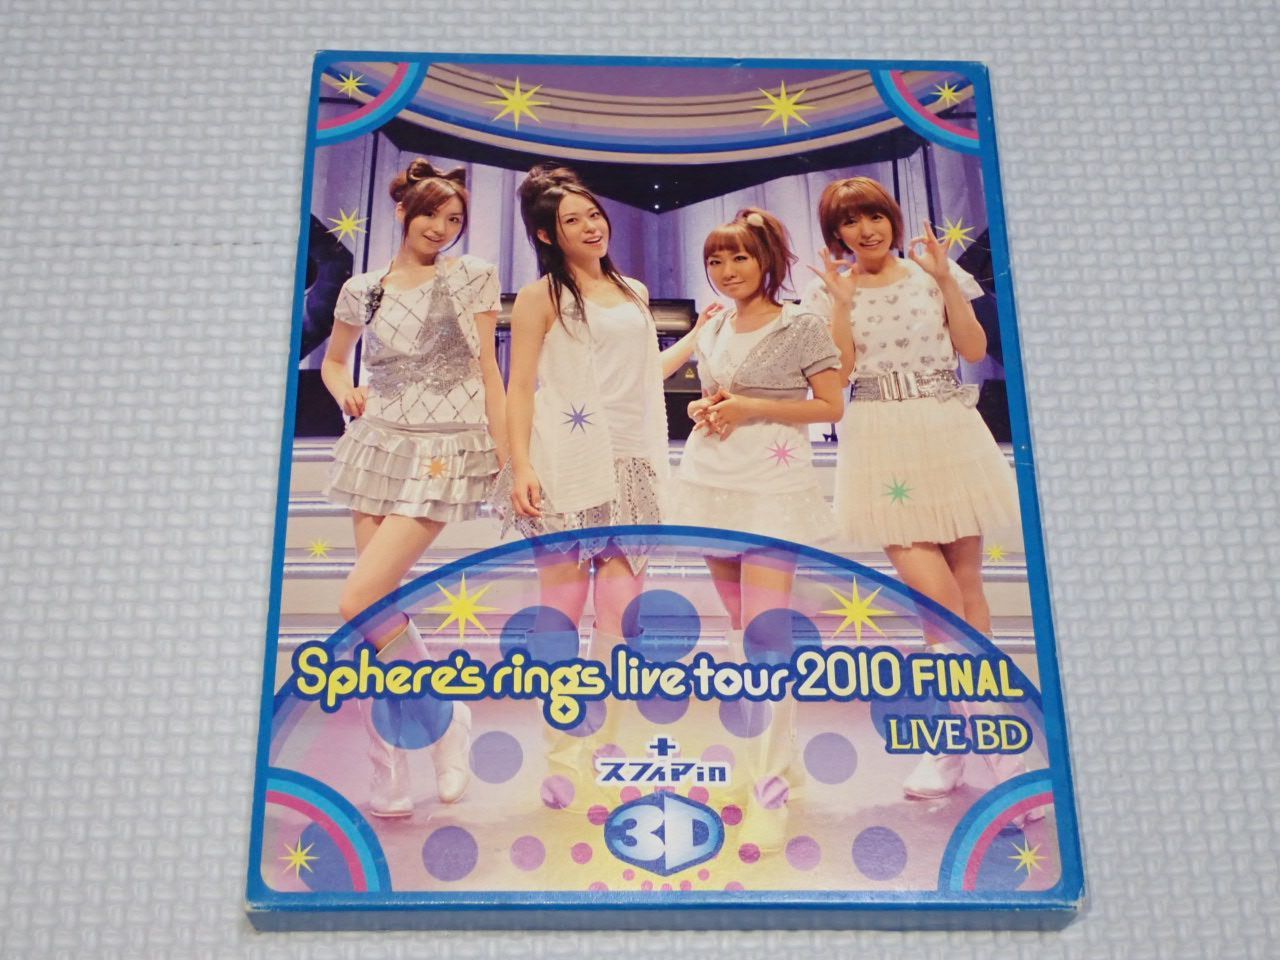 Sphere's rings live tour 2010 FINAL
LIVE BD
+
スフィアin
3D